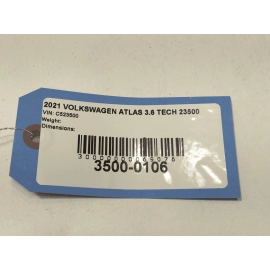 2021 VOLKSWAGEN ATLAS 3.6 TECH 23500
VIN: C523500
Weight:
Dimensions:
3500-0106